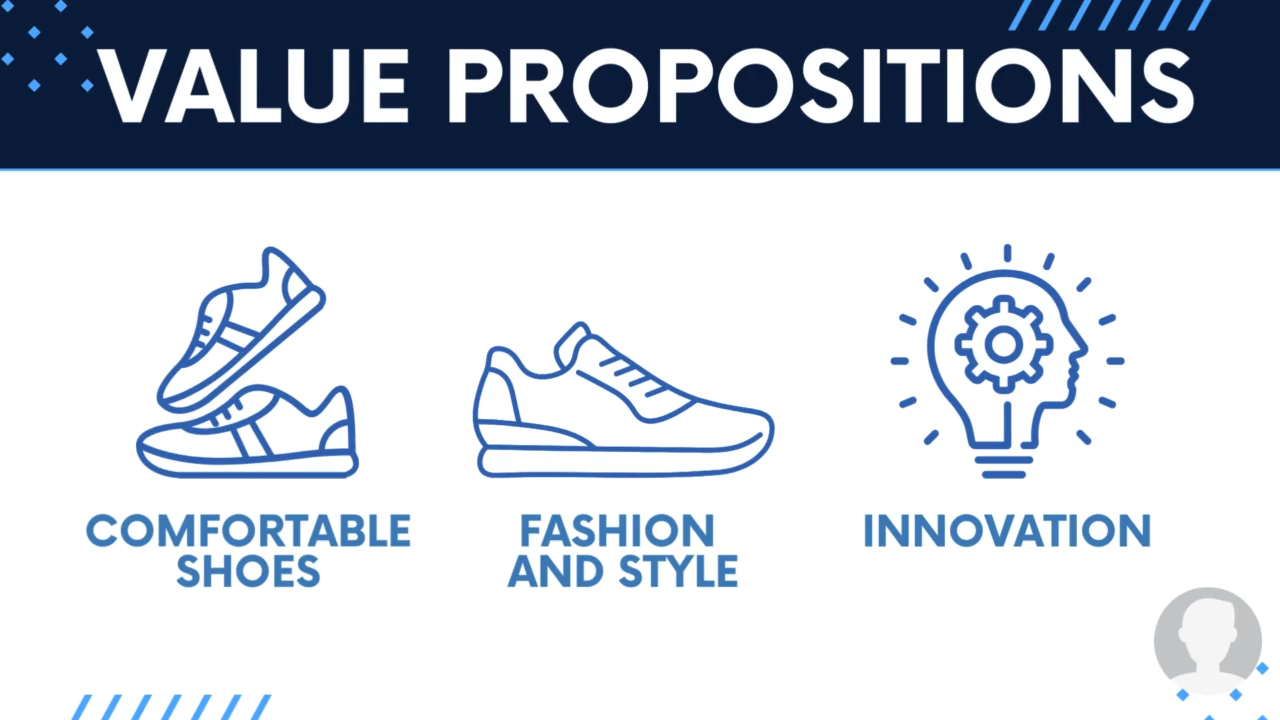 VALUE PROPOSITIONS
COMFORTABLE
SHOES
FASHION
AND STYLE
INNOVATION